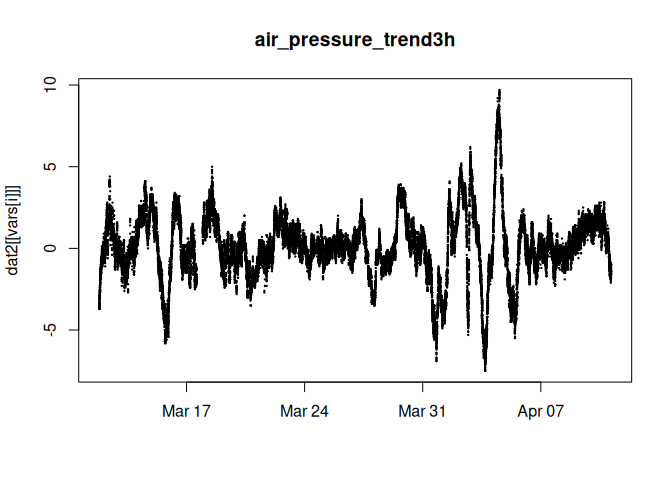 air_pressure_trend3h
dat2[[vars[i]]]
10
5
0
-5
Mar 17
Mar 24
Mar 31
Apr 07